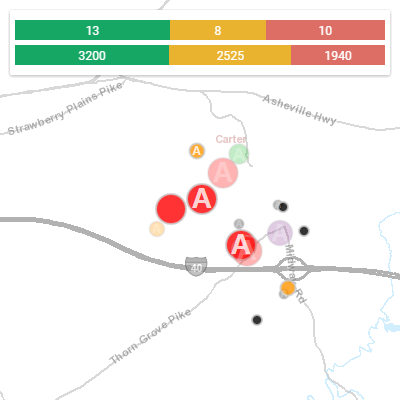 13 8 10
3200 2525 1940
Strawberry Plains Pike
Asheville Hwy
Carter
A
A
A
A
A
A
A
A
40
Midway Rd
Thorn Grove Pike